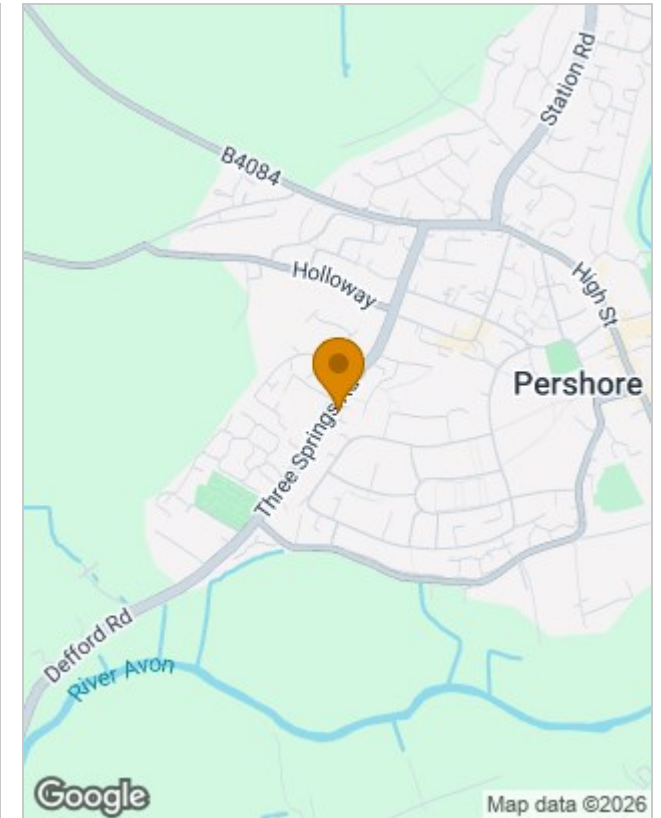 Station Rd
B4084
Holloway
High St
Pershore
Three Springs Rd
Defford Rd
River Avon
Google
Map data ©2026